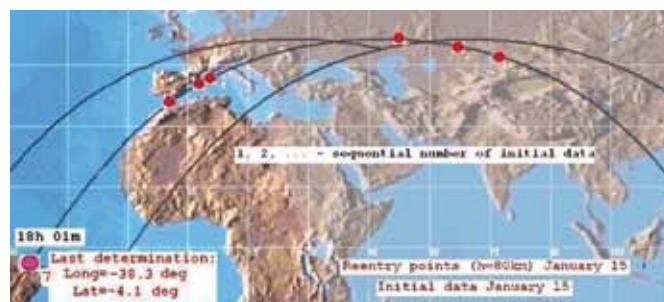 1, 2, ... - sequential number of initial data
18h 01m
7
Last determination:
Long=-38.3 deg
Lat=-4.1 deg
Reentry points (h=80km) January 15
Initial data January 15